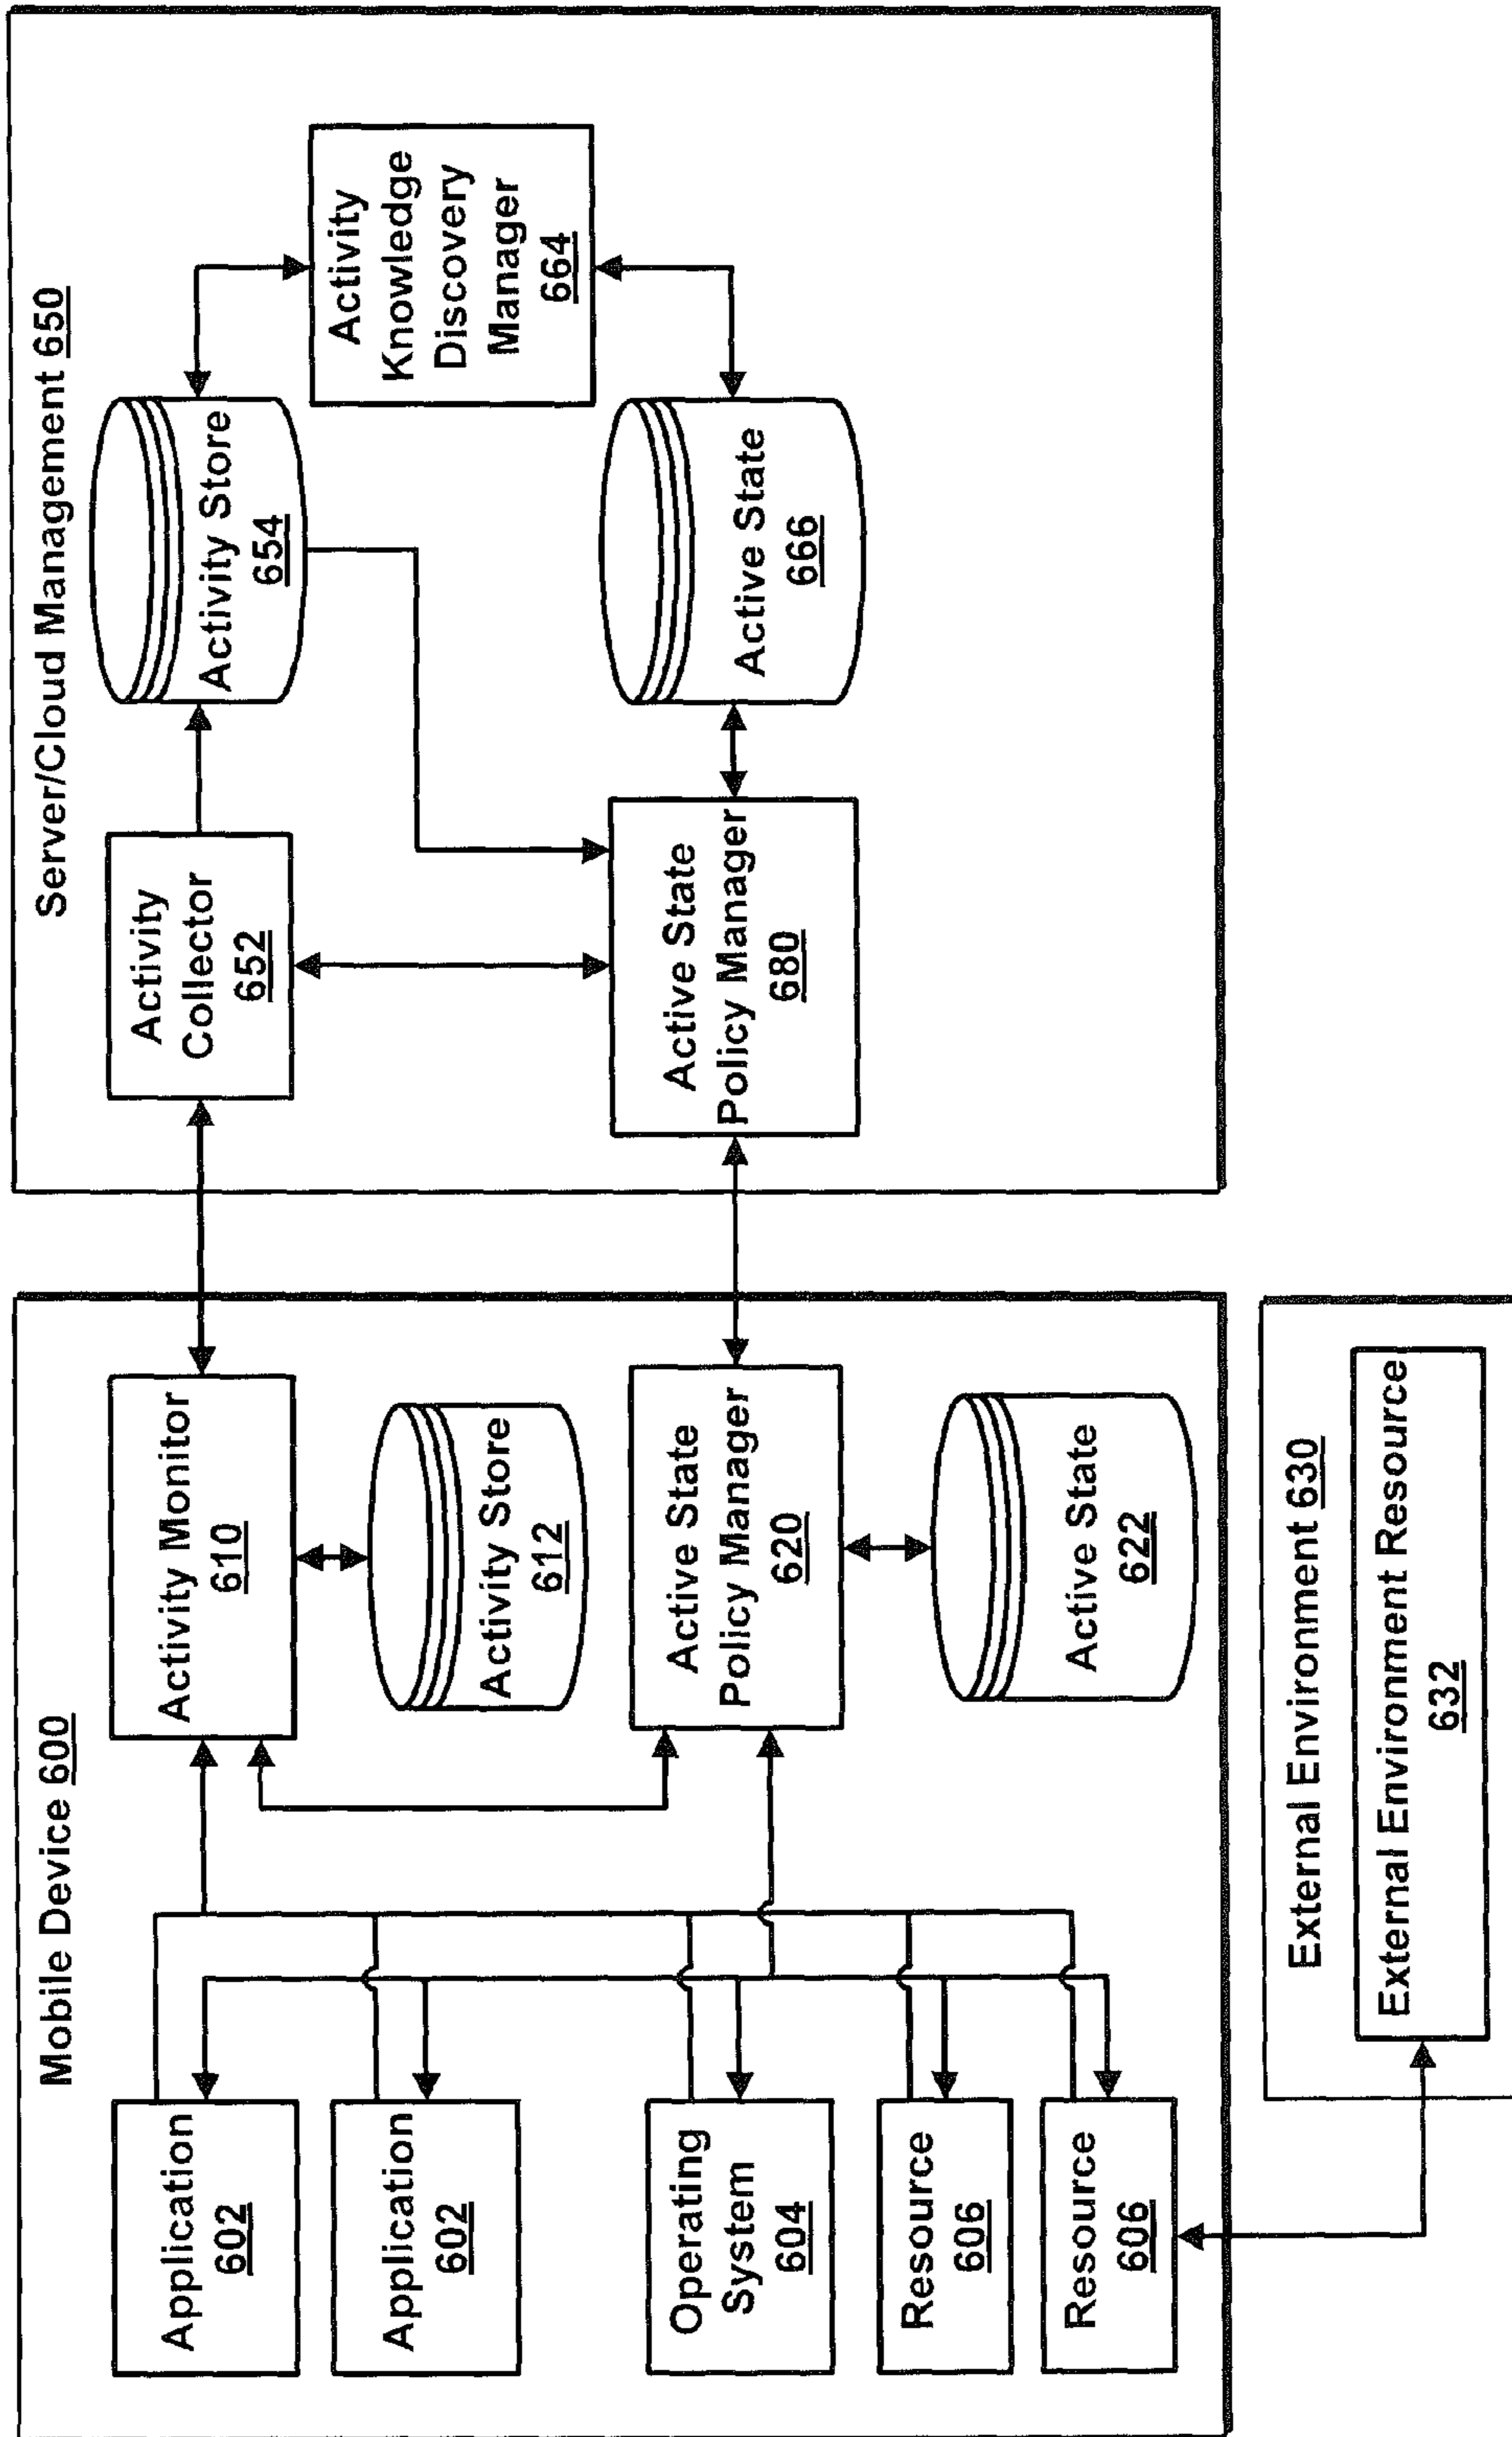 Mobile Device 600
Application
602
Application
602
Operating
System
604
Resource
606
Resource
606
Activity Monitor
610
Activity Store
612
Active State
Policy Manager
620
Active State
622
External Environment 630
External Environment Resource
632
Server/Cloud Management 650
Activity
Collector
652
Activity Store
654
Activity
Knowledge
Discovery
Manager
664
Active State
Policy Manager
680
Active State
666